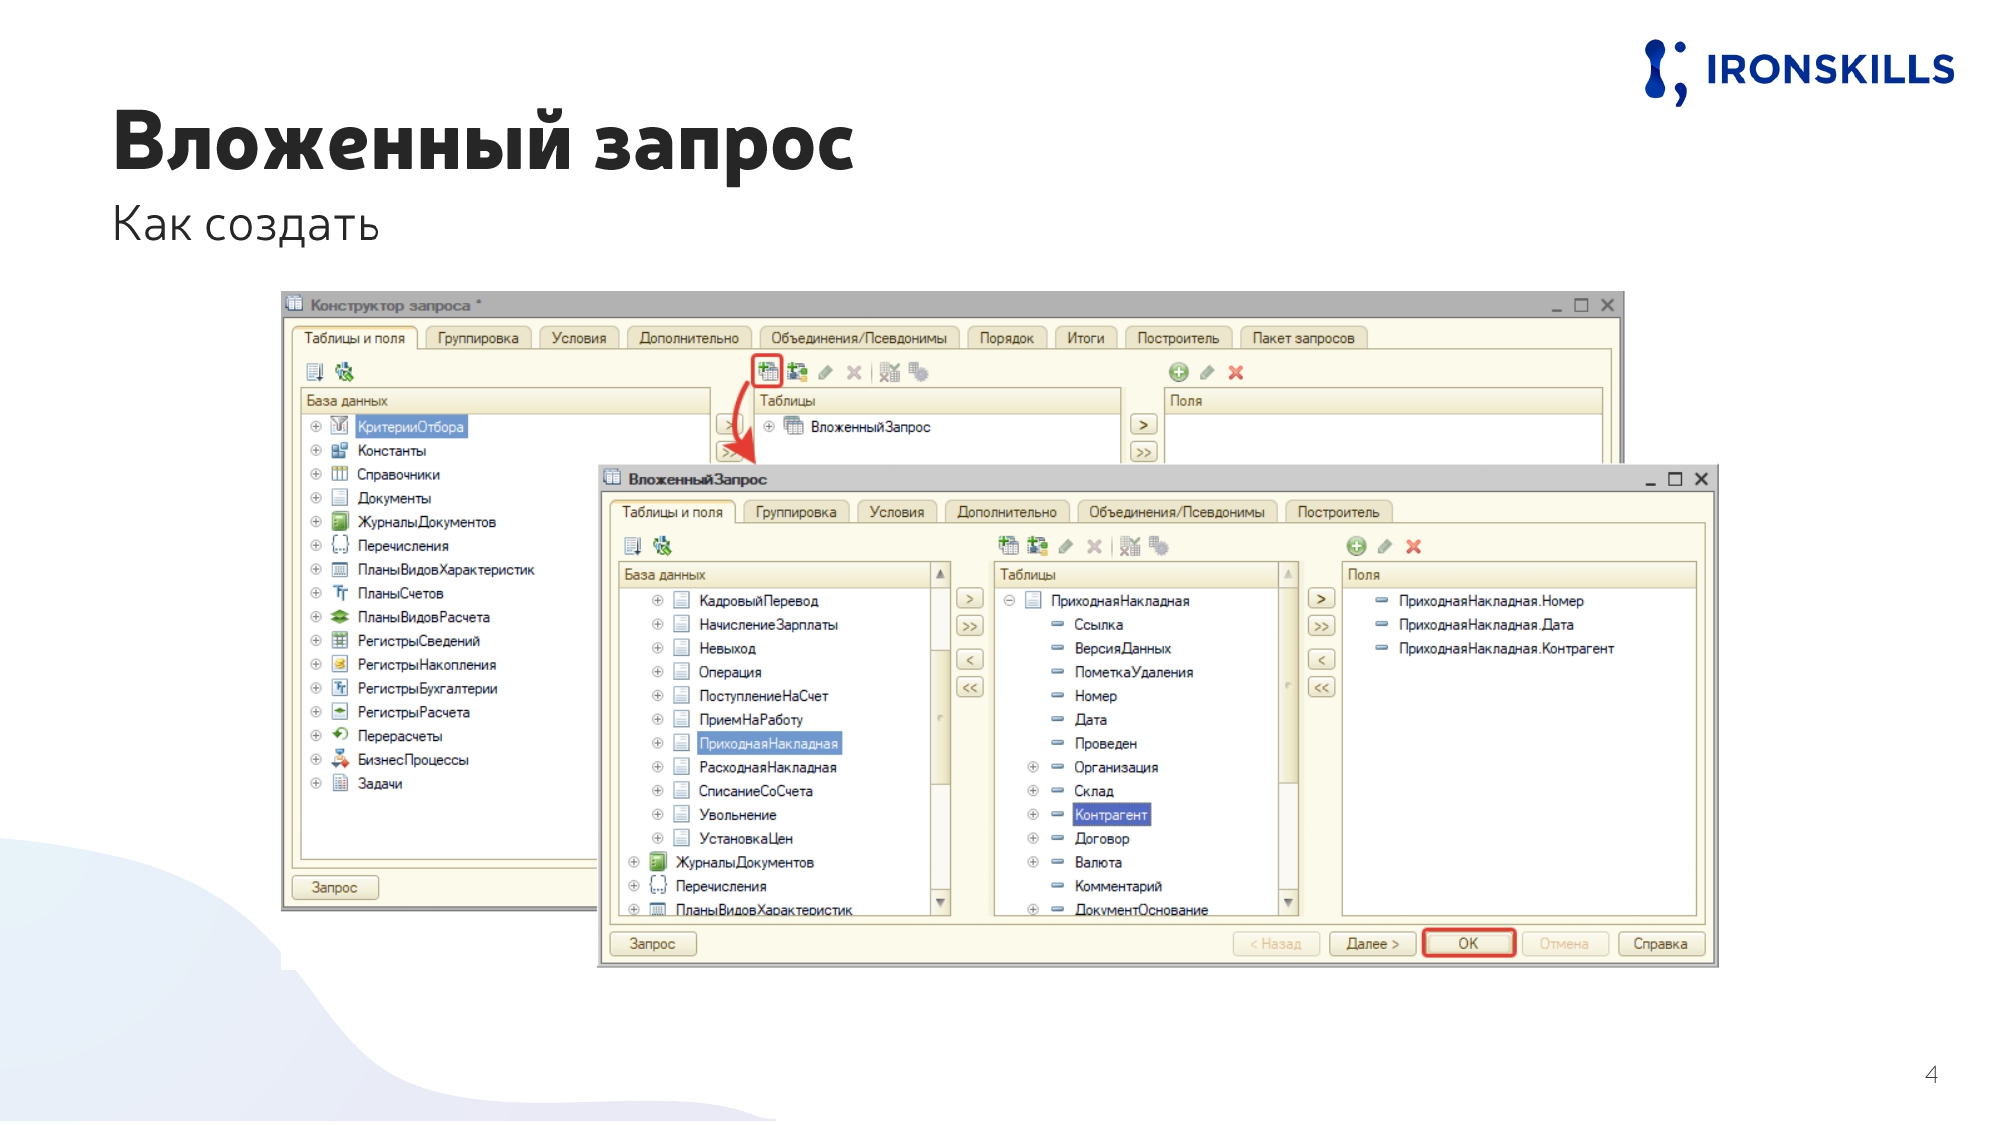 IRONSKILLS
Вложенный запрос
Как создать
Конструктор запроса *
Таблицы и поля
Группировка
Условия
Дополнительно
Объединения/Псевдонимы
Порядок
Итоги
Построитель
Пакет запросов
База данных
Таблицы
Поля
КритерииОтбора
Константы
Справочники
Документы
ЖурналыДокументов
Перечисления
ПланыВидовХарактеристик
ПланыСчетов
ПланыВидовРасчета
РегистрыСведений
РегистрыНакопления
РегистрыБухгалтерии
РегистрыРасчета
Перерасчеты
БизнесПроцессы
Задачи
>
>>
ВложенныйЗапрос
>
>>
Запрос
ВложенныйЗапрос
Таблицы и поля
Группировка
Условия
Дополнительно
Объединения/Псевдонимы
Построитель
База данных
Таблицы
Поля
КадровыйПеревод
НачислениеЗарплаты
Невыход
Операция
ПоступлениеНаСчет
ПриемНаРаботу
ПриходнаяНакладная
РасходнаяНакладная
СписаниеСоСчета
Увольнение
УстановкаЦен
ЖурналыДокументов
Перечисления
ПланыВидовХарактеристик
>
>>
<
<<
ПриходнаяНакладная
Ссылка
ВерсияДанных
ПометкаУдаления
Номер
Дата
Проведен
Организация
Склад
Контрагент
Договор
Валюта
Комментарий
ДокументОснование
>
>>
<
<<
ПриходнаяНакладная.Номер
ПриходнаяНакладная.Дата
ПриходнаяНакладная.Контрагент
Запрос
< Назад
Далее >
ОК
Отмена
Справка
4